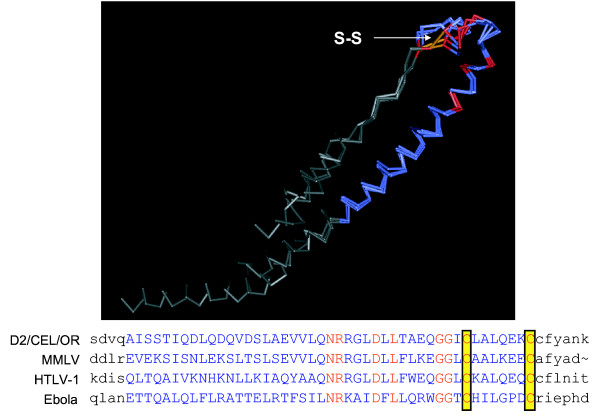 S-S
D2/CEL/OR sdvqAISSTIQDLQDQVDSLAEVVLQNRRGLDLLTAEQGGICLALQEKCcfyank
MMLV ddlrEVEKSISNLEKSLTSLSEVVLQNRRGLDLLFLKEGGLCAALKEECafyad~
HTLV-1 kdisQLTQAIVKNHKNLLKIAQYAAQNRRGLDLLFWEQGGLCKALQEQCcflnit
Ebola qlanETTQALQLFLRATTELRTFSILNRKAIDFLLQRWGGTCHILGPDCriephd